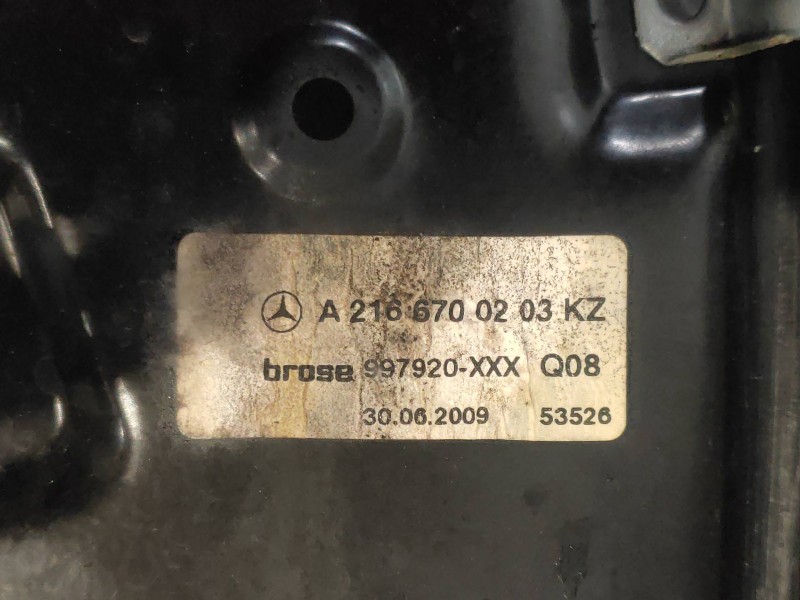 A 216 670 02 03 KZ
brose 997920-XXX Q08
30.06.2009 53526